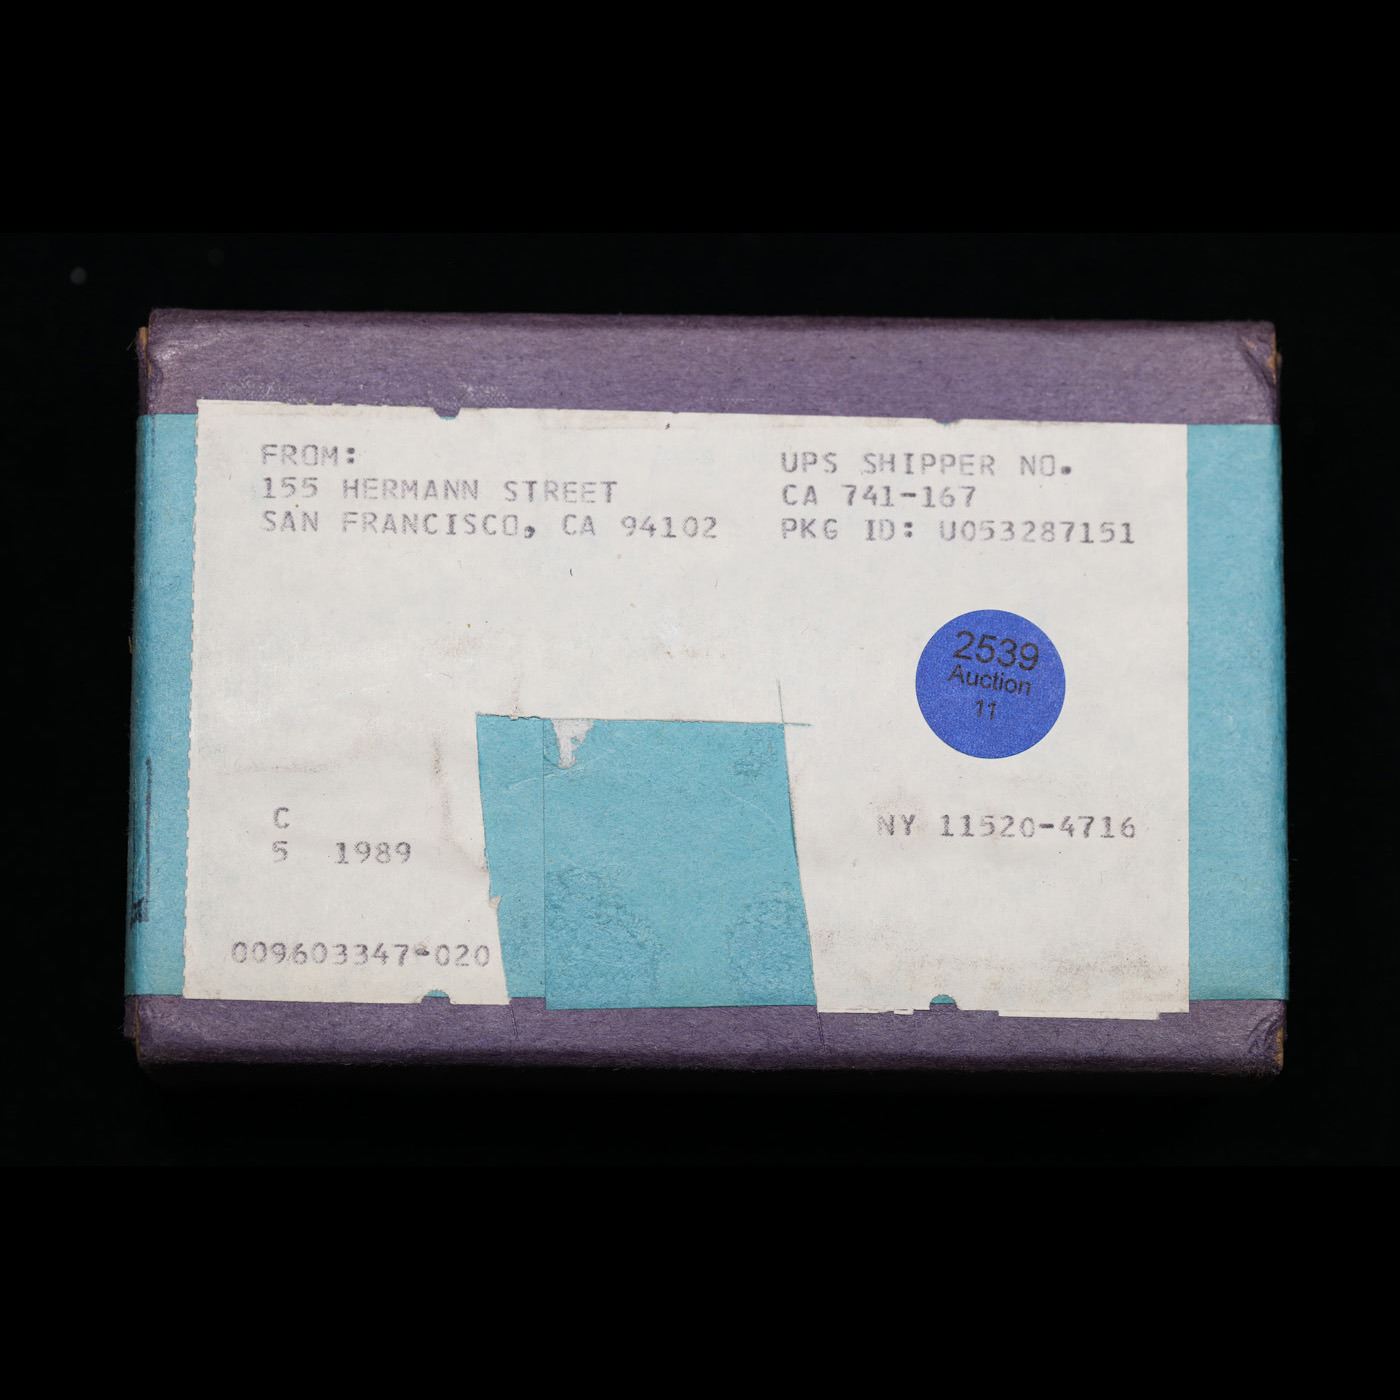 FROM:
155 HERMANN STREET
SAN FRANCISCO, CA 94102
UPS SHIPPER NO.
CA 741-167
PKG ID: U053287151
2539
Auction
11
C
5 1989
NY 11520-4716
009603347-020